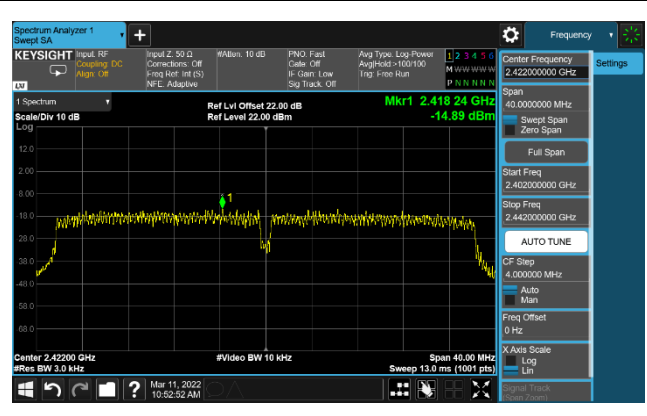 Spectrum Analyzer 1
Swept SA
Frequency
KEYSIGHT
Input: RF
Coupling: DC
Align: Off
Input Z: 50 Ω
Corrections: Off
Freq Ref: Int (S)
NFE: Adaptive
#Atten: 10 dB
PNO: Fast
Gate: Off
IF Gain: Low
Sig Track: Off
Avg Type: Log-Power
Avg|Hold:>100/100
Trig: Free Run
1 2 3 4 5 6
M W W W W W
P N N N N N
LXI
1 Spectrum
Scale/Div 10 dB
Log
Ref Lvl Offset 22.00 dB
Ref Level 22.00 dBm
Mkr1 2.418 24 GHz
-14.89 dBm
12.0
2.00
-8.00
-18.0
-28.0
-38.0
-48.0
-58.0
-68.0
1
Center 2.42200 GHz
#Res BW 3.0 kHz
#Video BW 10 kHz
Span 40.00 MHz
Sweep 13.0 ms (1001 pts)
Center Frequency
2.422000000 GHz
Settings
Span
40.0000000 MHz
Swept Span
Zero Span
Full Span
Start Freq
2.402000000 GHz
Stop Freq
2.442000000 GHz
AUTO TUNE
CF Step
4.000000 MHz
Auto
Man
Freq Offset
0 Hz
X Axis Scale
Log
Lin
Signal Track
(Span Zoom)
?
Mar 11, 2022
10:52:52 AM